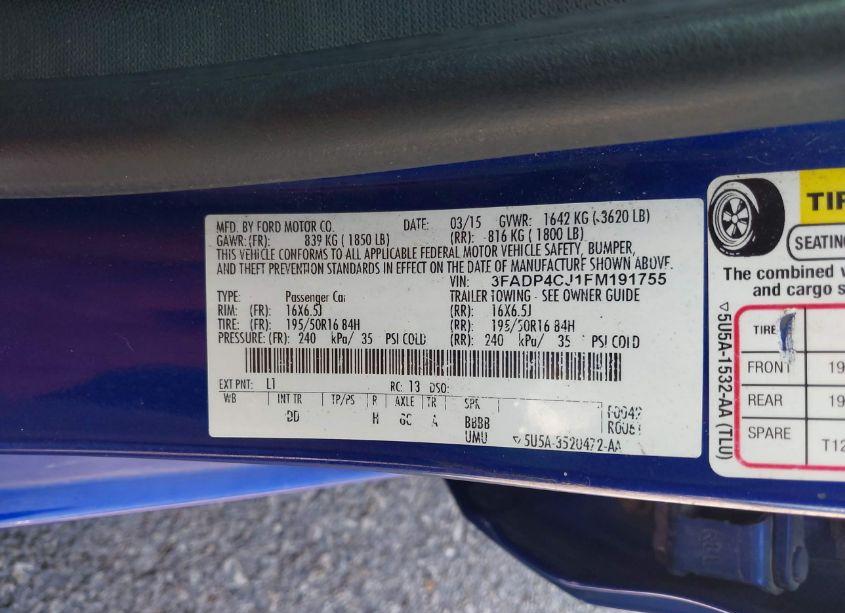 MFD. BY FORD MOTOR CO. DATE: 03/15 GVWR: 1642 KG ( 3620 LB)
GAWR: (FR): 839 KG ( 1850 LB) (RR): 816 KG ( 1800 LB)
THIS VEHICLE CONFORMS TO ALL APPLICABLE FEDERAL MOTOR VEHICLE SAFETY, BUMPER,
AND THEFT PREVENTION STANDARDS IN EFFECT ON THE DATE OF MANUFACTURE SHOWN ABOVE.
VIN: 3FADP4CJ1FM191755
TYPE: Passenger Car TRAILER TOWING - SEE OWNER GUIDE
RIM: (FR): 16X6.5J (RR): 16X6.5J
TIRE: (FR): 195/50R16 84H (RR): 195/50R16 84H
PRESSURE: (FR): 240 kPa/ 35 PSI COLD (RR): 240 kPa/ 35 PSI COLD
EXT PNT: L1 RC: 13 DSO:
WB INT TR TP/PS R AXLE TR SPR
DD H A BBBB
UMU 5U5A-3520472-AA
TIR
SEATING
The combined
and cargo s
5U5A-1532-AA (TLU)
TIRE
FRONT 19
REAR 19
SPARE T12